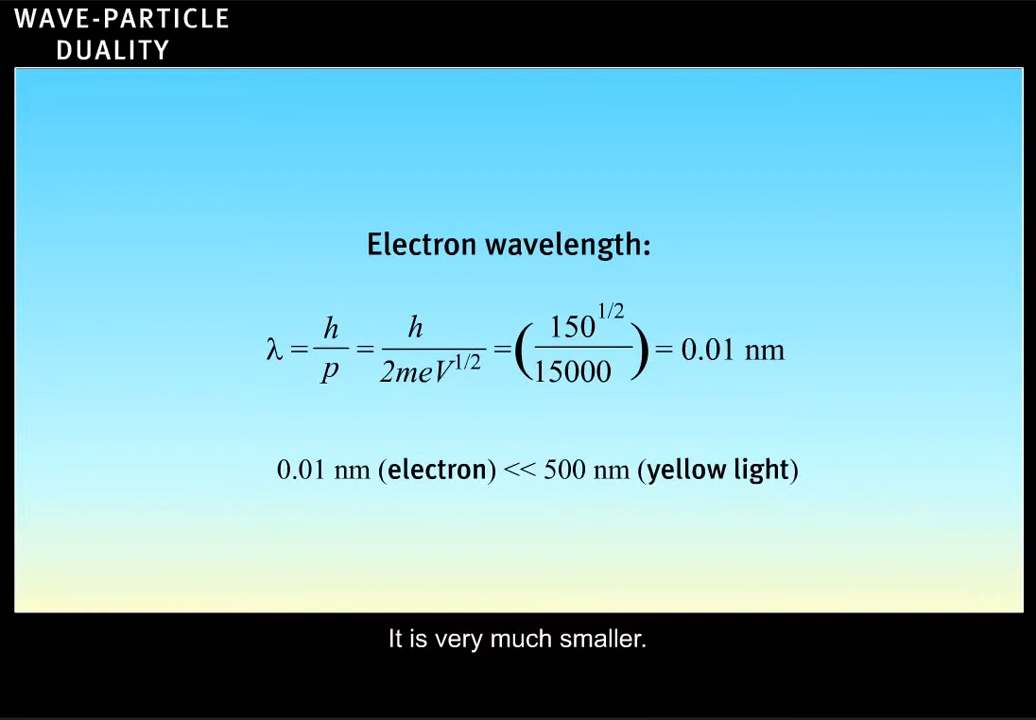 WAVE-PARTICLE
DUALITY
Electron wavelength:
λ = h/p = h/2meV^1/2 = (150^1/2/15000) = 0.01 nm
0.01 nm (electron) << 500 nm (yellow light)
It is very much smaller.